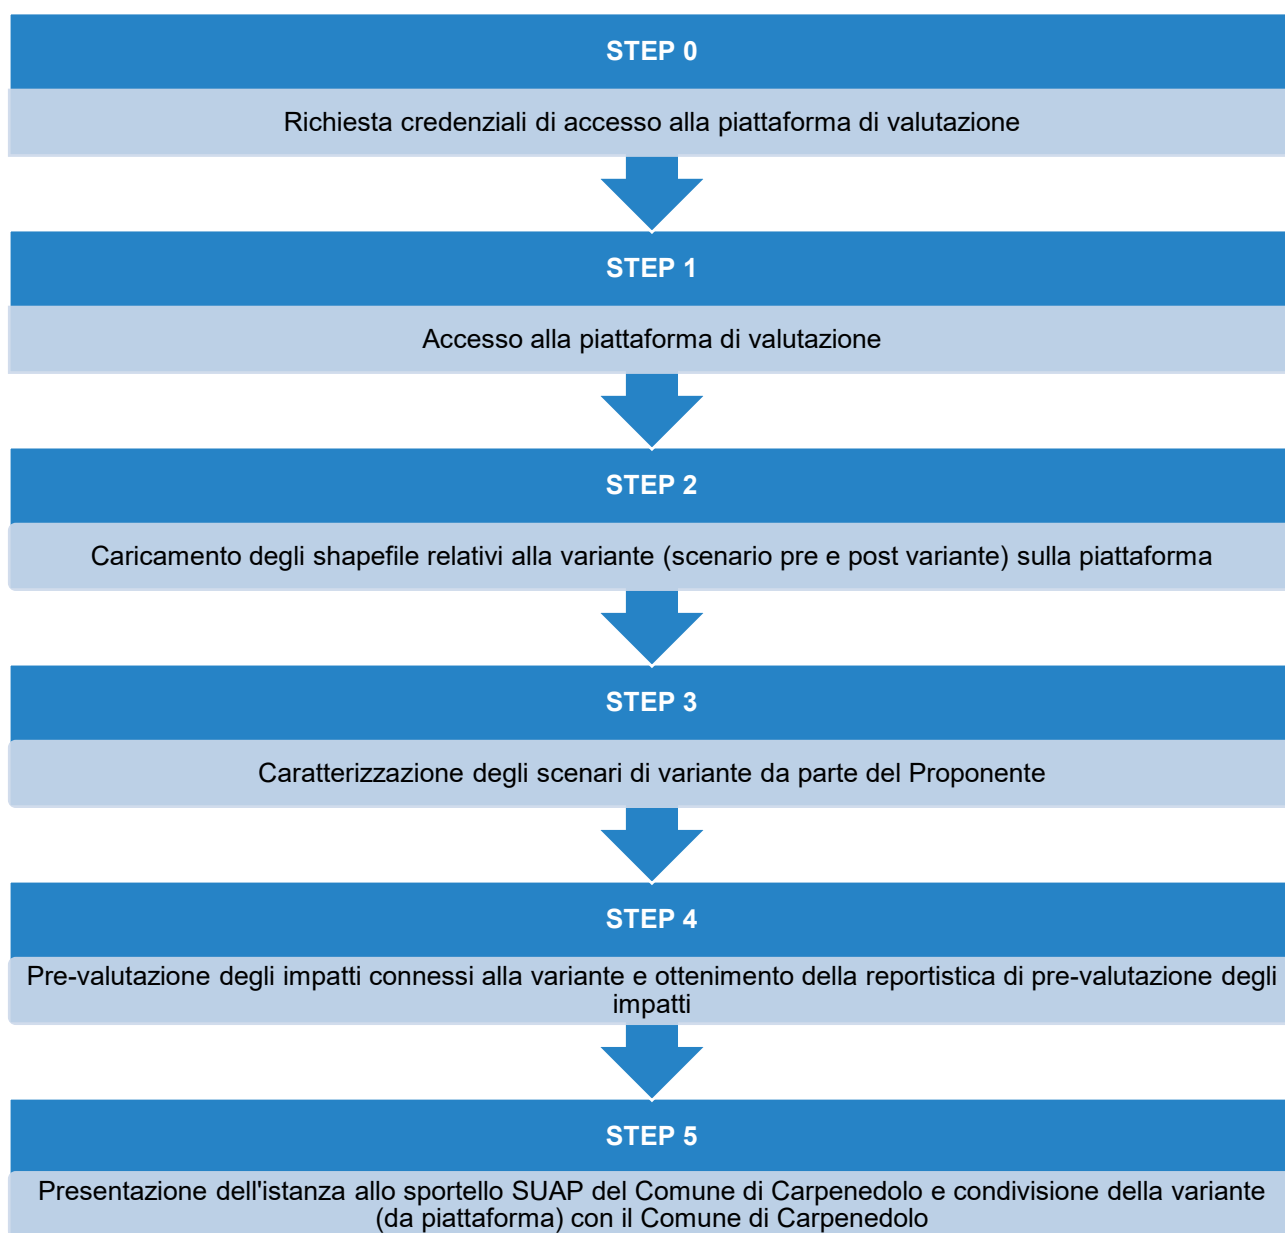 STEP 0
Richiesta credenziali di accesso alla piattaforma di valutazione
STEP 1
Accesso alla piattaforma di valutazione
STEP 2
Caricamento degli shapefile relativi alla variante (scenario pre e post variante) sulla piattaforma
STEP 3
Caratterizzazione degli scenari di variante da parte del Proponente
STEP 4
Pre-valutazione degli impatti connessi alla variante e ottenimento della reportistica di pre-valutazione degli
impatti
STEP 5
Presentazione dell'istanza allo sportello SUAP del Comune di Carpenedolo e condivisione della variante
(da piattaforma) con il Comune di Carpenedolo